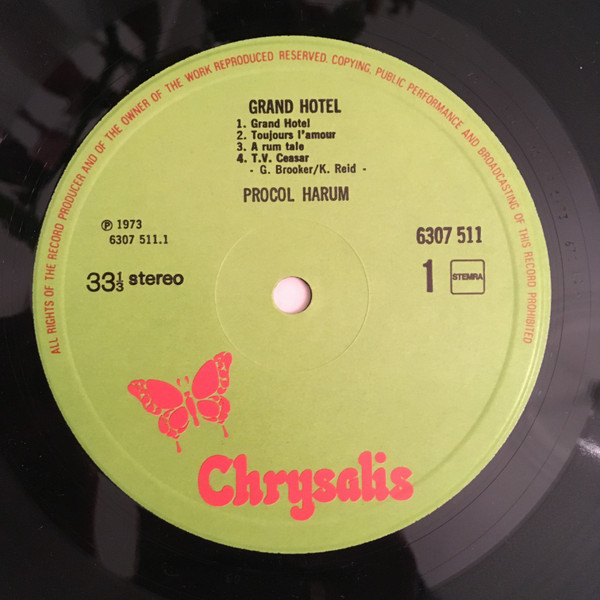 ALL RIGHTS OF THE RECORD PRODUCER AND OF THE OWNER OF THE WORK REPRODUCED RESERVED. COPYING, PUBLIC PERFORMANCE AND BROADCASTING OF THIS RECORD PROHIBITED
GRAND HOTEL
1. Grand Hotel
2. Toujours l'amour
3. A rum tale
4. T.V. Ceasar
- G. Brooker/K. Reid -
PROCOL HARUM
℗ 1973
6307 511.1
6307 511
33⅓ stereo
1
STEMRA
Chrysalis